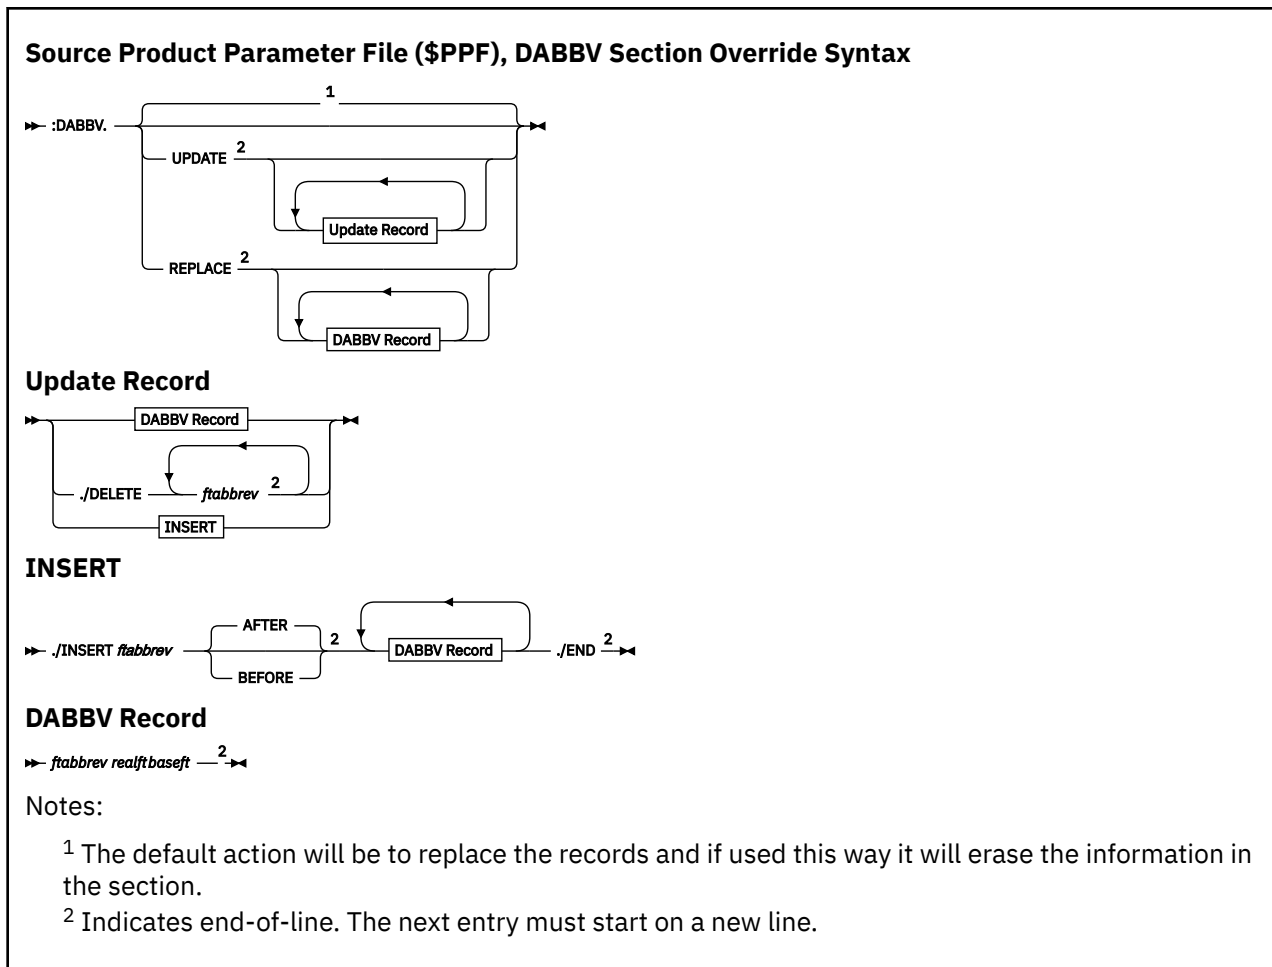 Source Product Parameter File ($PPF), DABBV Section Override Syntax
1
:DABBV.
UPDATE 2
Update Record
REPLACE 2
DABBV Record
Update Record
DABBV Record
./DELETE ftabbrev 2
INSERT
INSERT
AFTER
./INSERT ftabbrev 2 DABBV Record ./END 2
BEFORE
DABBV Record
ftabbrev realft baseft 2
Notes:
1 The default action will be to replace the records and if used this way it will erase the information in
the section.
2 Indicates end-of-line. The next entry must start on a new line.